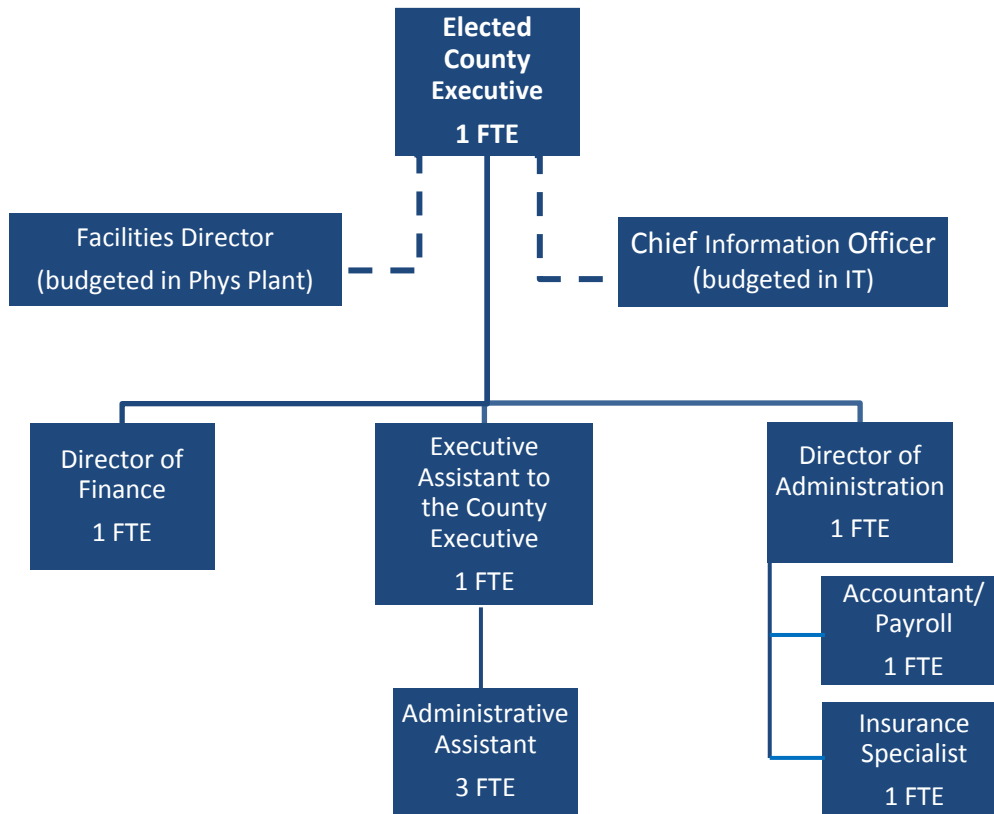 Elected
County
Executive
1 FTE
Facilities Director
(budgeted in Phys Plant)
Chief Information Officer
(budgeted in IT)
Director of
Finance
1 FTE
Executive
Assistant to
the County
Executive
1 FTE
Director of
Administration
1 FTE
Accountant/
Payroll
1 FTE
Administrative
Assistant
3 FTE
Insurance
Specialist
1 FTE